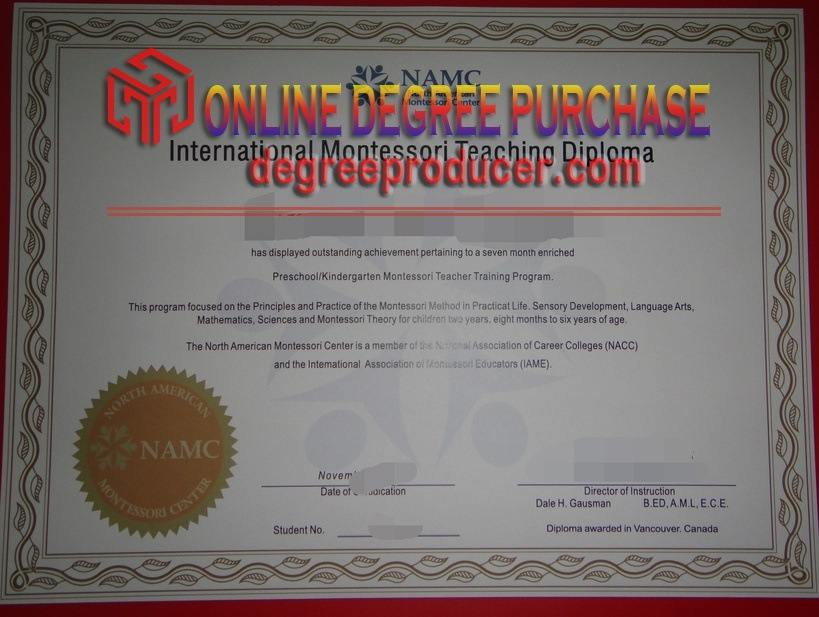 NAMC
North American
Montessori Center
ONLINE DEGREE PURCHASE
International Montessori Teaching Diploma
degreeproducer.com
has displayed outstanding achievement pertaining to a seven month enriched
Preschool/Kindergarten Montessori Teacher Training Program.
This program focused on the Principles and Practice of the Montessori Method in Practicat Life. Sensory Development, Language Arts,
Mathematics, Sciences and Montessori Theory for children two years. eight months to six years of age.
The North American Montessori Center is a member of the National Association of Career Colleges (NACC)
and the International Association of Montessori Educators (IAME).
NORTH AMERICAN
NAMC
MONTESSORI CENTER
Date of
Director of Instruction
Dale H. Gausman B.ED, A.M.L, E.C.E.
Student No.
Diploma awarded in Vancouver. Canada